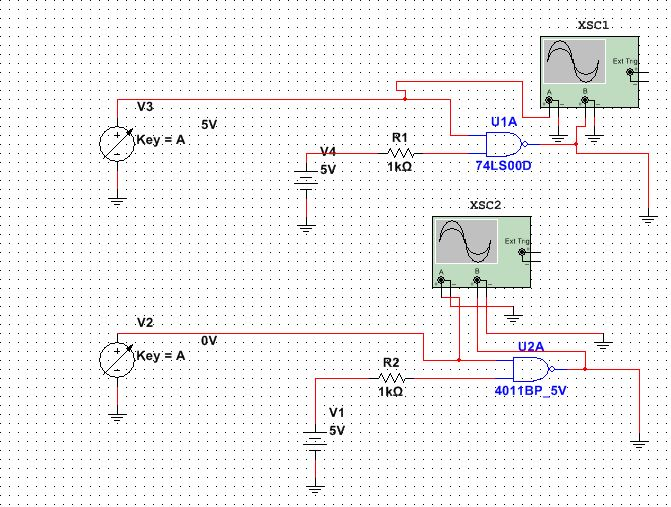 XSC1
Ext Trig
A
B
V3
5V
Key = A
U1A
74LS00D
R1
1kΩ
V4
5V
XSC2
Ext Trig
A
B
V2
0V
Key = A
U2A
4011BP_5V
R2
1kΩ
V1
5V